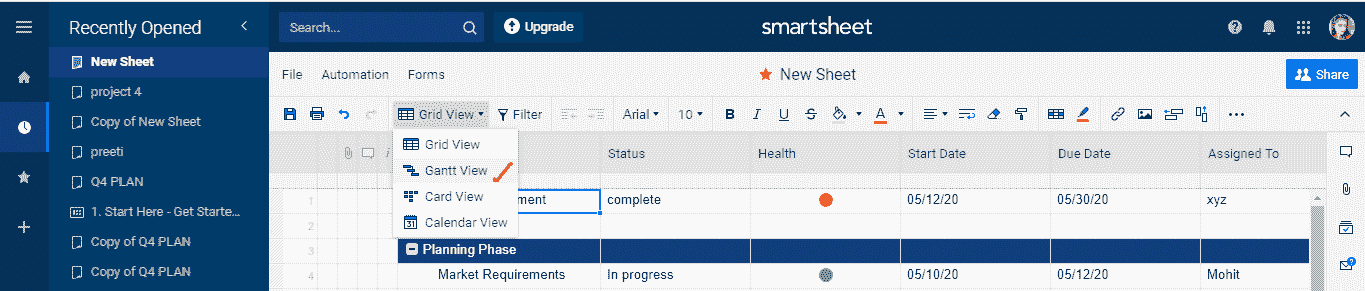 Recently Opened
Search...
Upgrade
smartsheet
New Sheet
project 4
Copy of New Sheet
preeti
Q4 PLAN
1. Start Here - Get Starte...
Copy of Q4 PLAN
Copy of Q4 PLAN
File Automation Forms
New Sheet
Share
Grid View Filter Arial 10 B I U S A
Grid View
Gantt View
Card View
31 Calendar View
Status Health Start Date Due Date Assigned To
1 ment complete 05/12/20 05/30/20 xyz
2
3 Planning Phase
4 Market Requirements In progress 05/10/20 05/12/20 Mohit